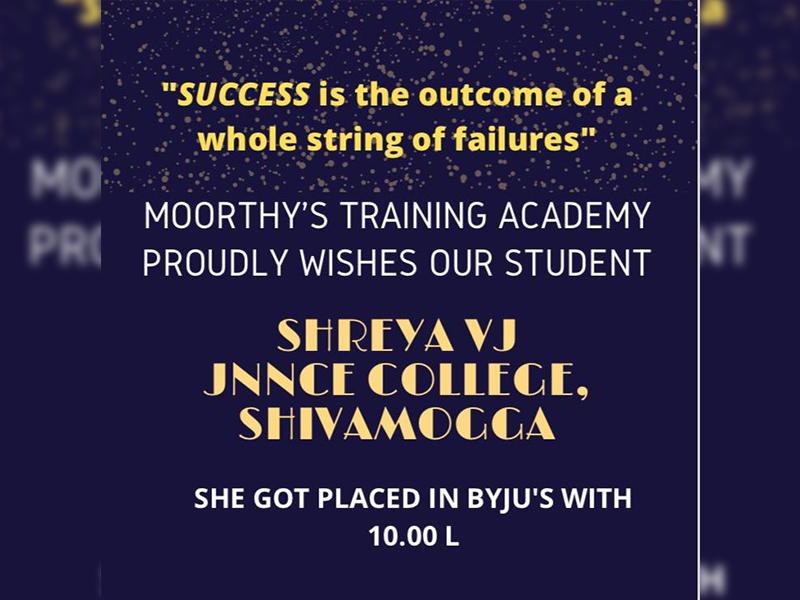 "SUCCESS is the outcome of a
whole string of failures"
MOORTHY'S TRAINING ACADEMY
PROUDLY WISHES OUR STUDENT
SHREYA VJ
JNNCE COLLEGE,
SHIVAMOGGA
SHE GOT PLACED IN BYJU'S WITH
10.00 L